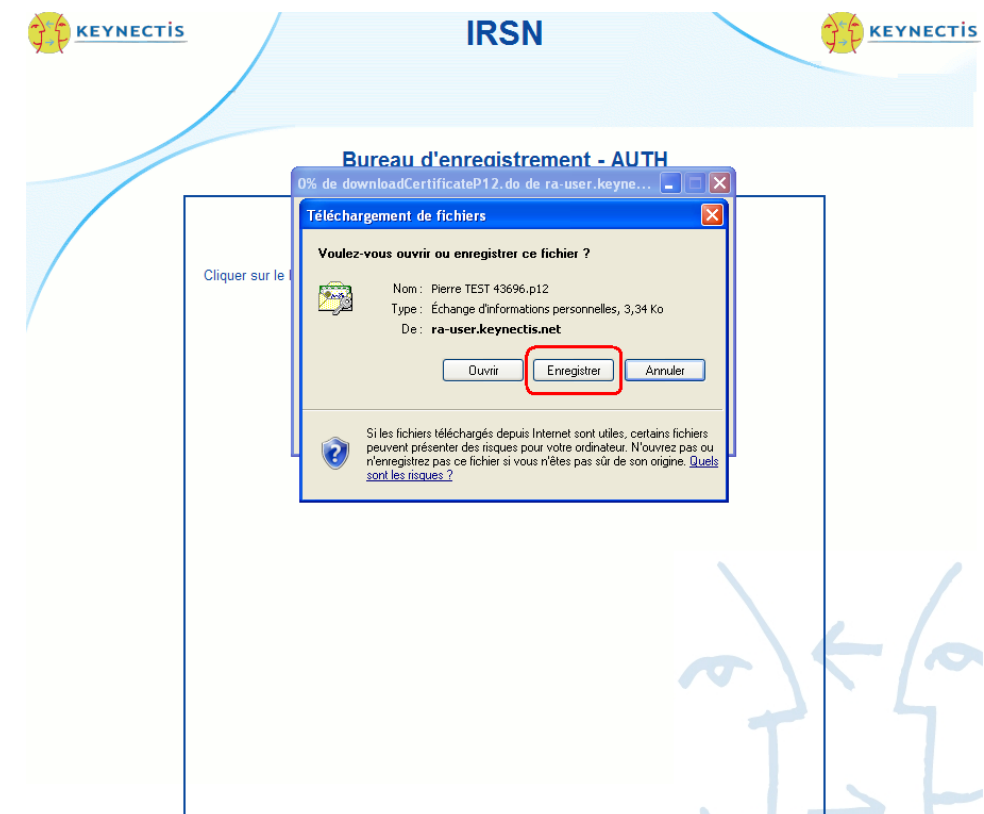 KEYNECTIS
IRSN
KEYNECTIS
Bureau d'enregistrement - AUTH
0% de downloadCertificateP12.do de ra-user.keyne...
Téléchargement de fichiers
Voulez-vous ouvrir ou enregistrer ce fichier ?
Cliquer sur le
Nom : Pierre TEST 43696.p12
Type : Échange d'informations personnelles, 3,34 Ko
De : ra-user.keynectis.net
Ouvrir Enregistrer Annuler
Si les fichiers téléchargés depuis Internet sont utiles, certains fichiers
peuvent présenter des risques pour votre ordinateur. N'ouvrez pas ou
n'enregistrez pas ce fichier si vous n'êtes pas sûr de son origine. Quels
sont les risques ?